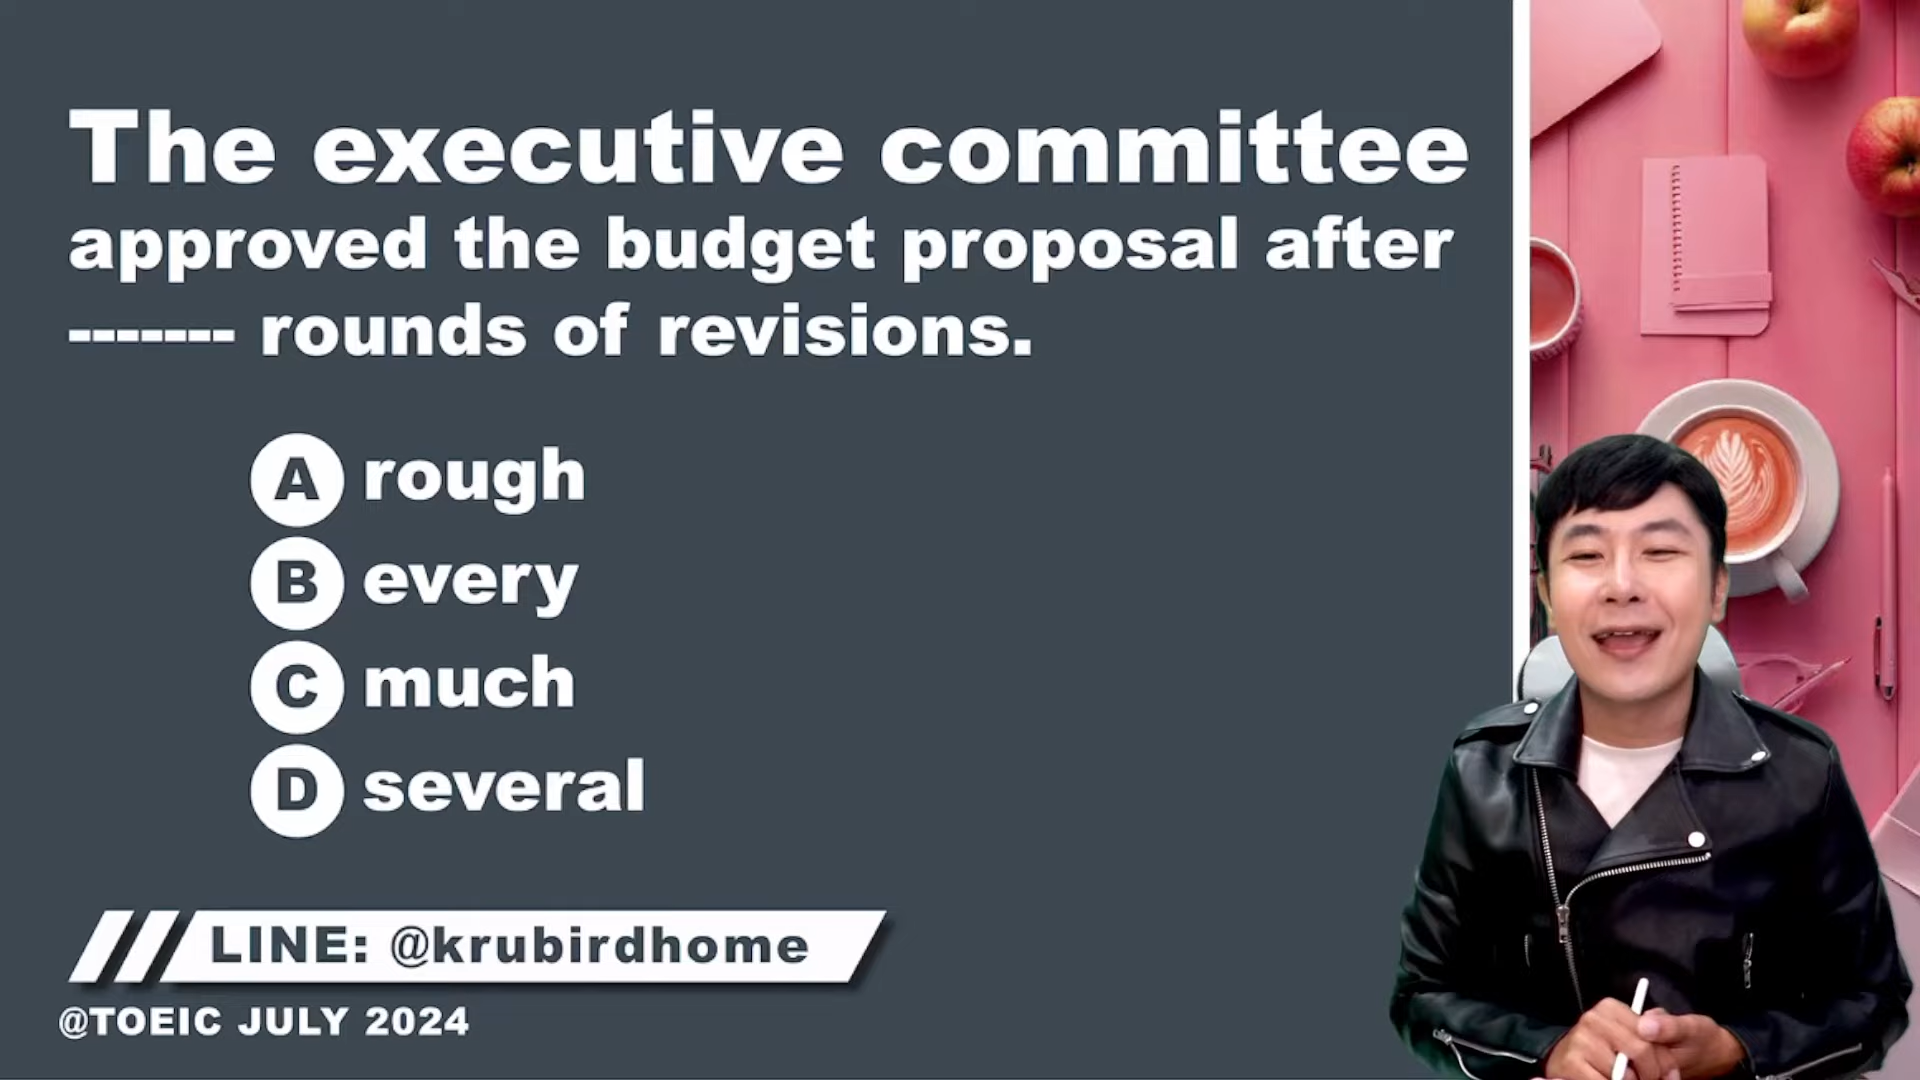 The executive committee
approved the budget proposal after
------- rounds of revisions.
A rough
B every
C much
D several
LINE: @krubirdhome
@TOEIC JULY 2024